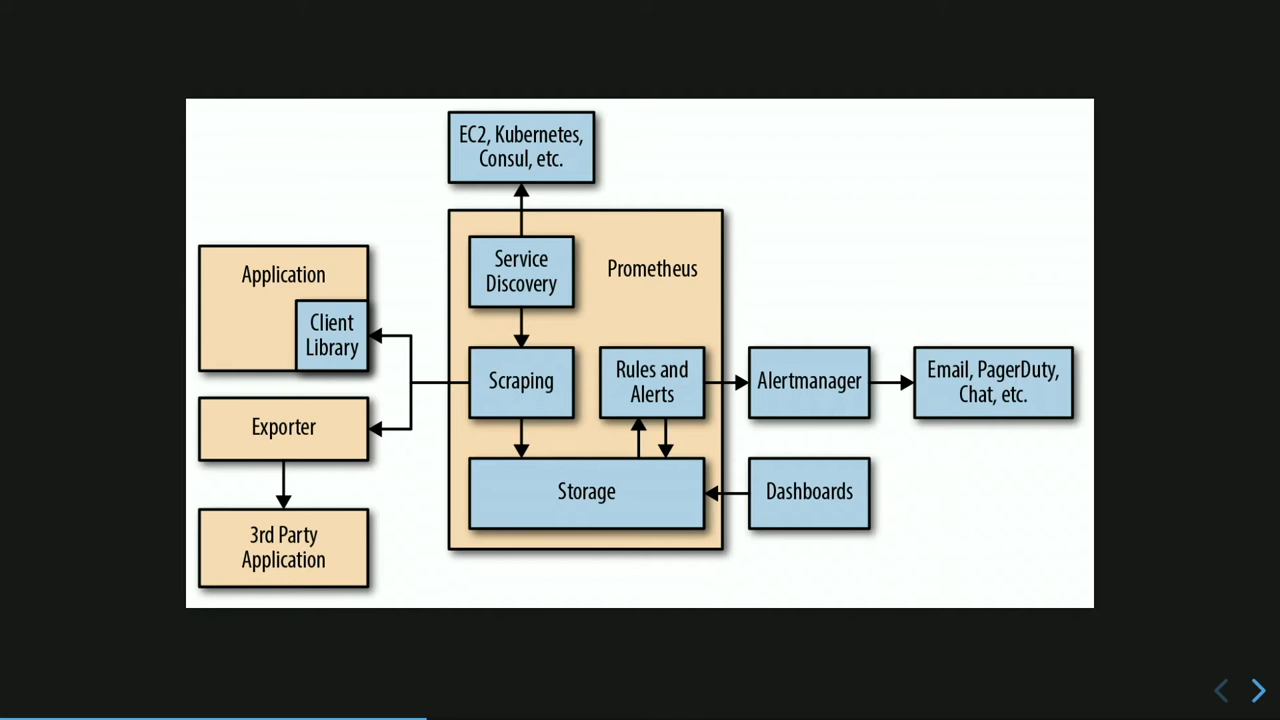 EC2, Kubernetes,
Consul, etc.
Service
Discovery
Prometheus
Application
Client
Library
Scraping
Rules and
Alerts
Alertmanager
Email, PagerDuty,
Chat, etc.
Exporter
Storage
Dashboards
3rd Party
Application